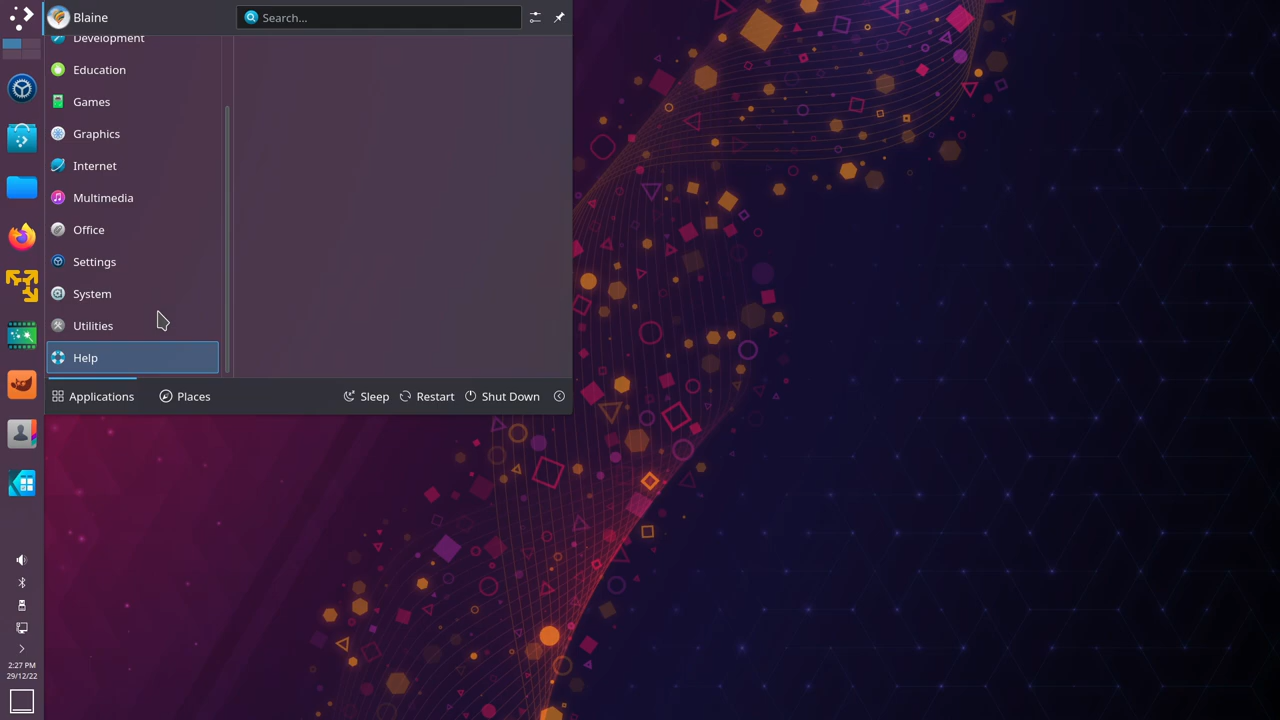 Blaine
Search...
Development
Education
Games
Graphics
Internet
Multimedia
Office
Settings
System
Utilities
Help
Applications
Places
Sleep
Restart
Shut Down
2:27 PM
29/12/22